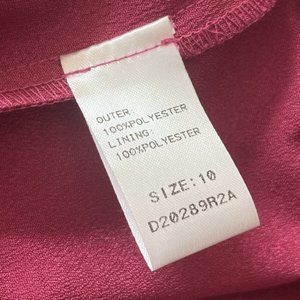 OUTER:
100%POLYESTER
LINING:
100%POLYESTER
SIZE:10
D20289R2A